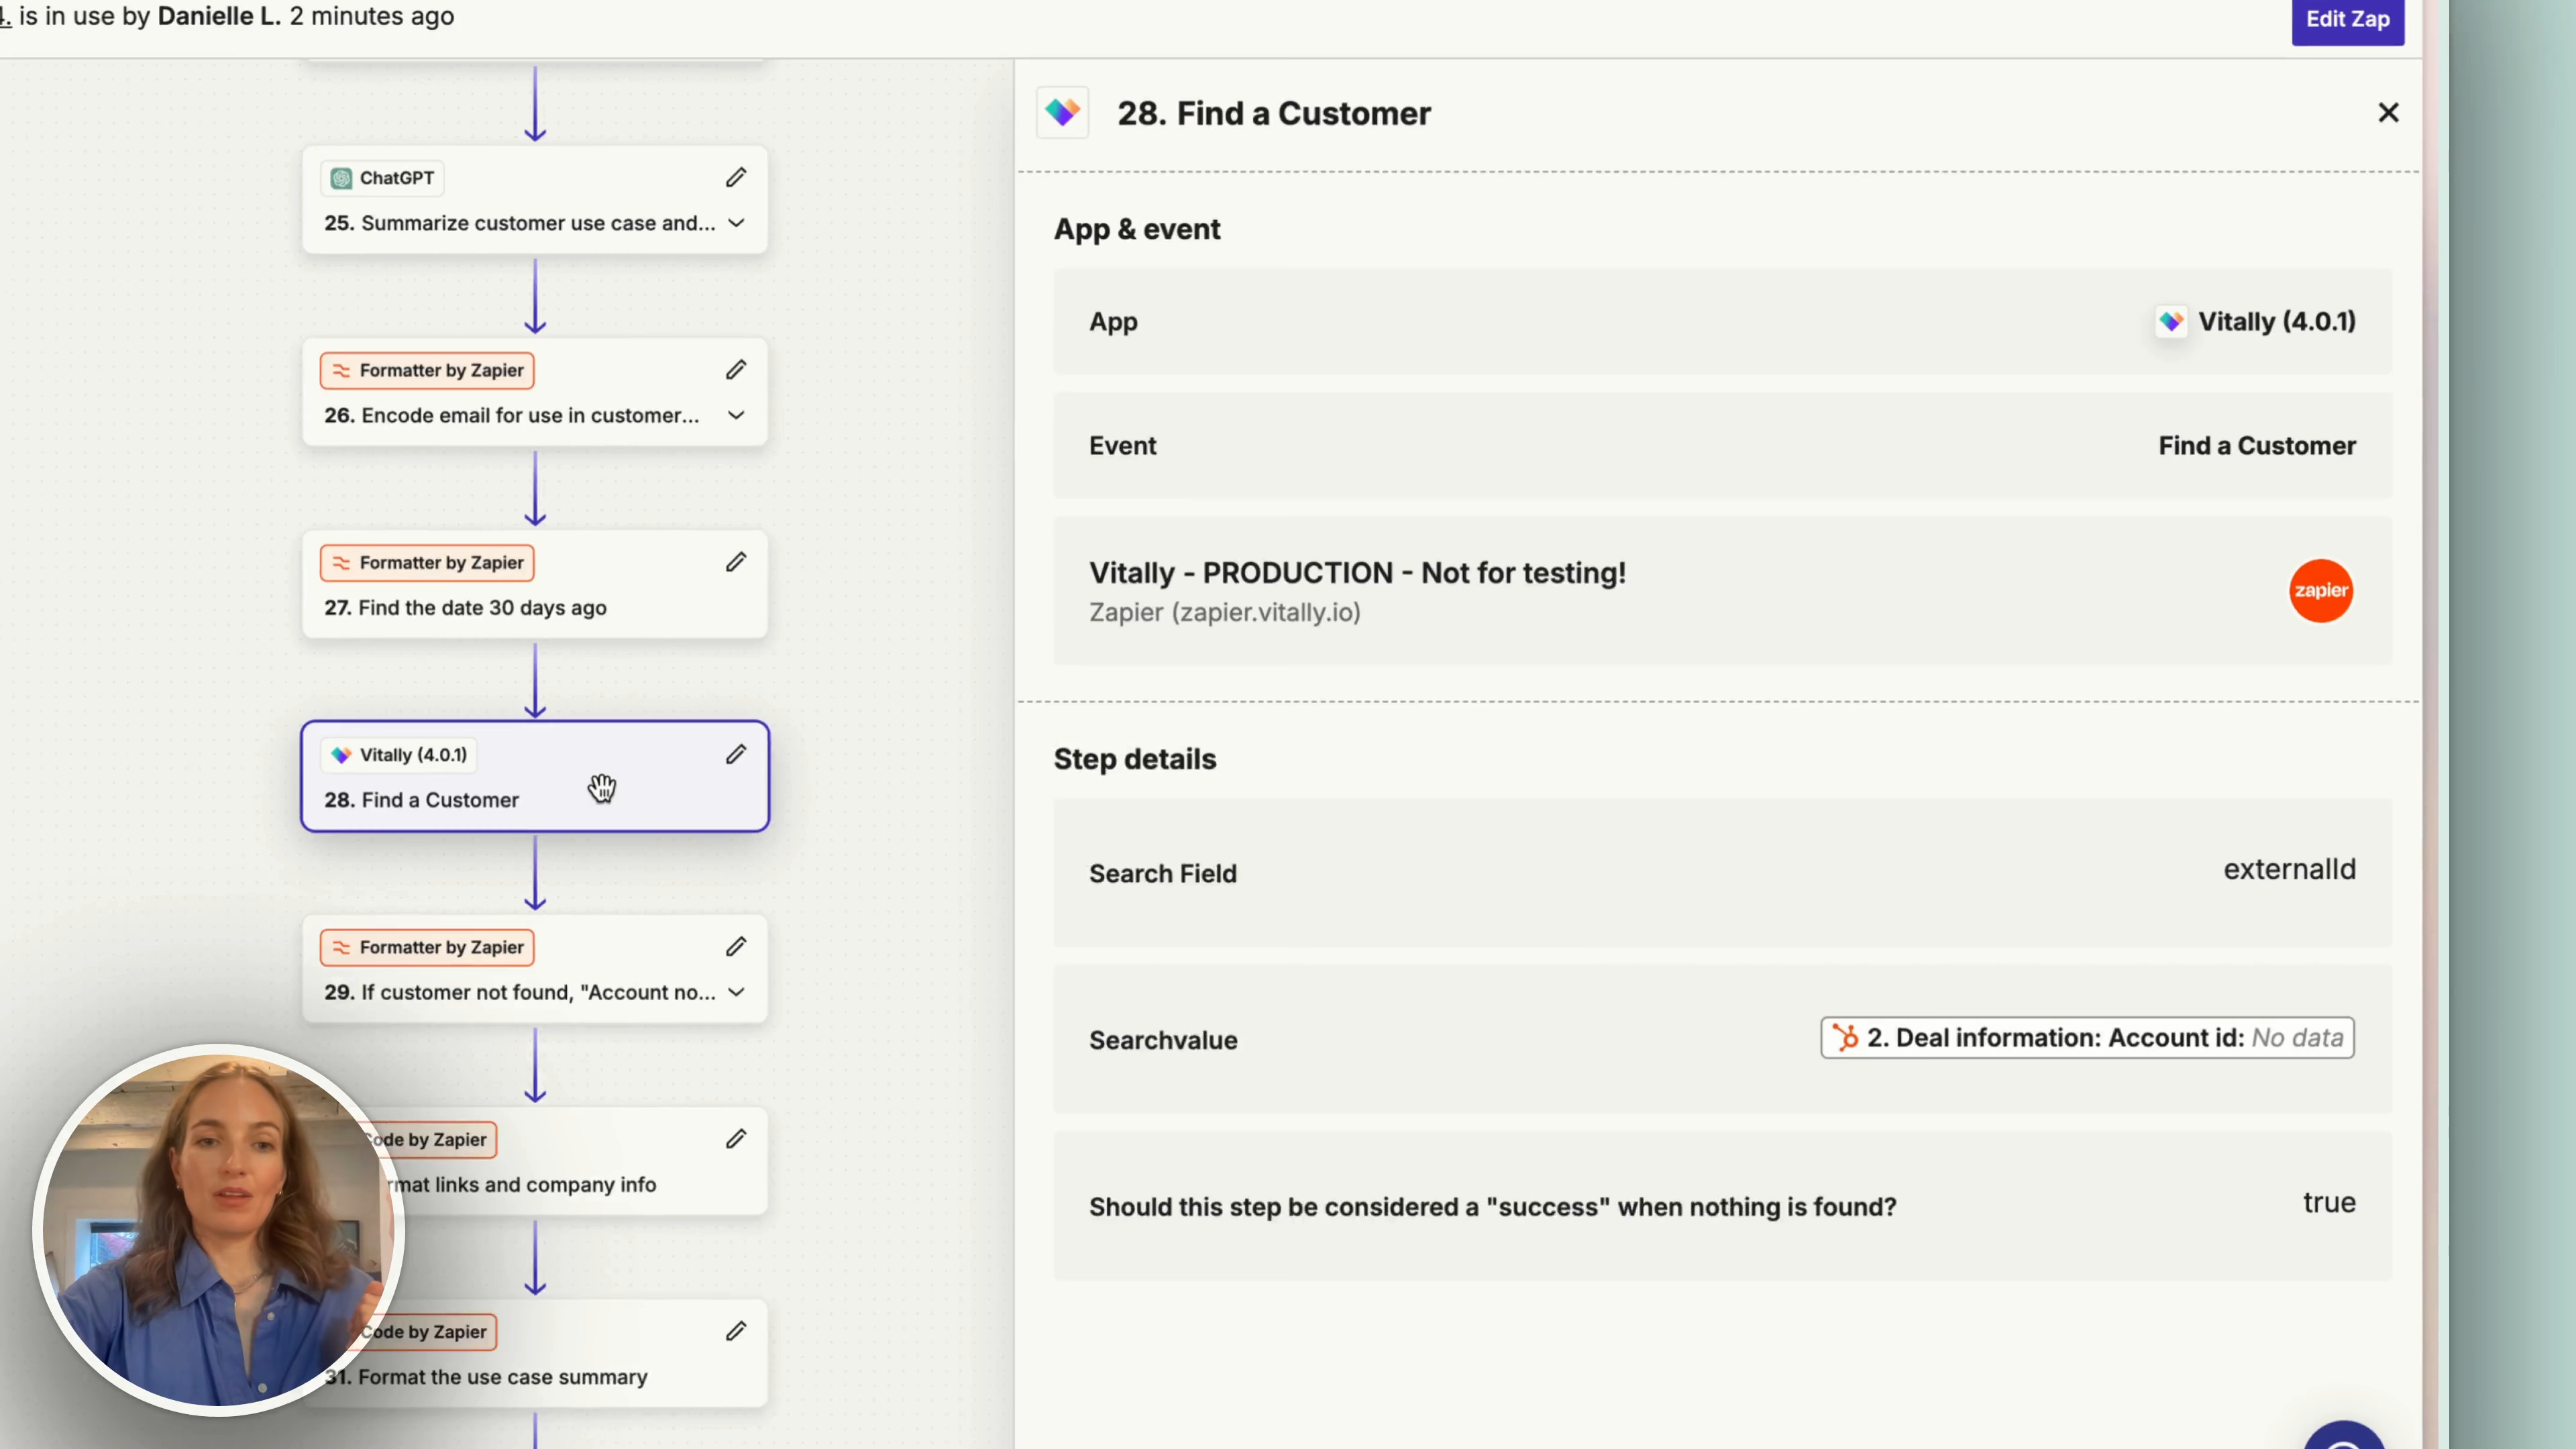 is in use by Danielle L. 2 minutes ago
Edit Zap
ChatGPT
25. Summarize customer use case and...
Formatter by Zapier
26. Encode email for use in customer...
Formatter by Zapier
27. Find the date 30 days ago
Vitally (4.0.1)
28. Find a Customer
Formatter by Zapier
29. If customer not found, "Account no...
Code by Zapier
rmat links and company info
Code by Zapier
31. Format the use case summary
28. Find a Customer
App & event
App
Vitally (4.0.1)
Event
Find a Customer
Vitally - PRODUCTION - Not for testing!
Zapier (zapier.vitally.io)
zapier
Step details
Search Field
externalId
Searchvalue
2. Deal information: Account id: No data
Should this step be considered a "success" when nothing is found?
true